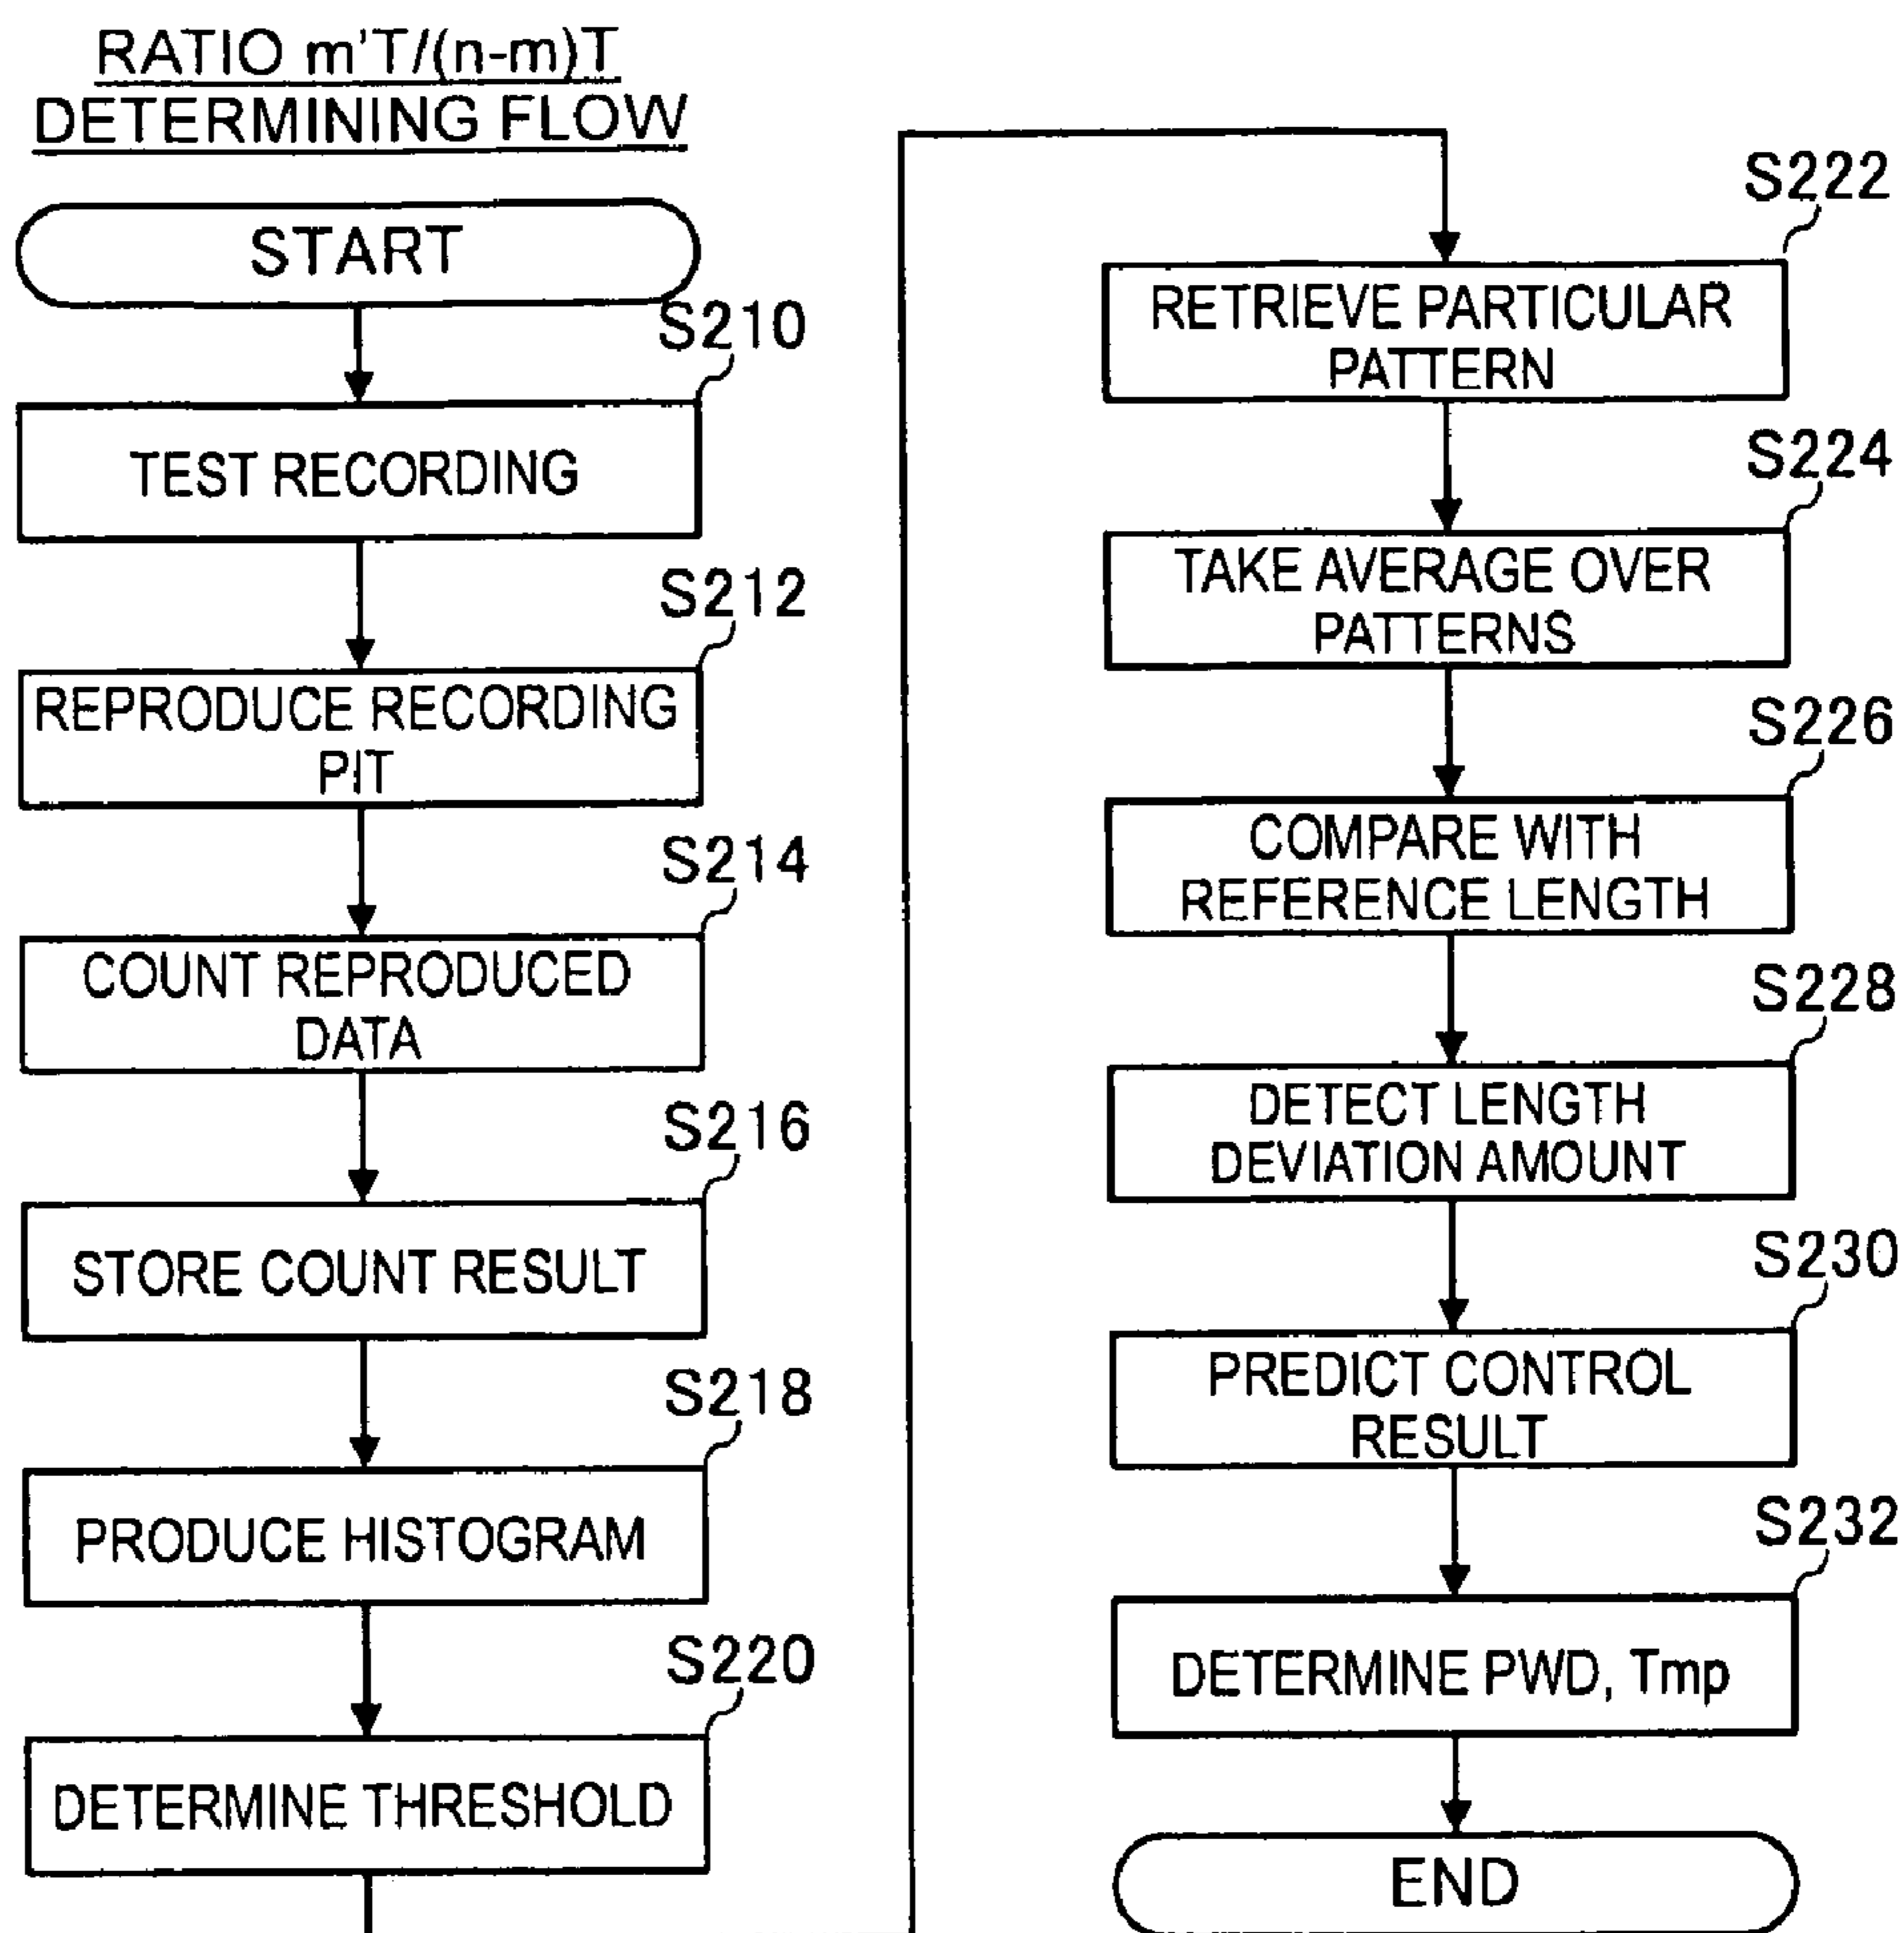 RATIO m'T/(n-m)T
DETERMINING FLOW
START
S210
TEST RECORDING
S212
REPRODUCE RECORDING
PIT
S214
COUNT REPRODUCED
DATA
S216
STORE COUNT RESULT
S218
PRODUCE HISTOGRAM
S220
DETERMINE THRESHOLD
S222
RETRIEVE PARTICULAR
PATTERN
S224
TAKE AVERAGE OVER
PATTERNS
S226
COMPARE WITH
REFERENCE LENGTH
S228
DETECT LENGTH
DEVIATION AMOUNT
S230
PREDICT CONTROL
RESULT
S232
DETERMINE PWD, Tmp
END